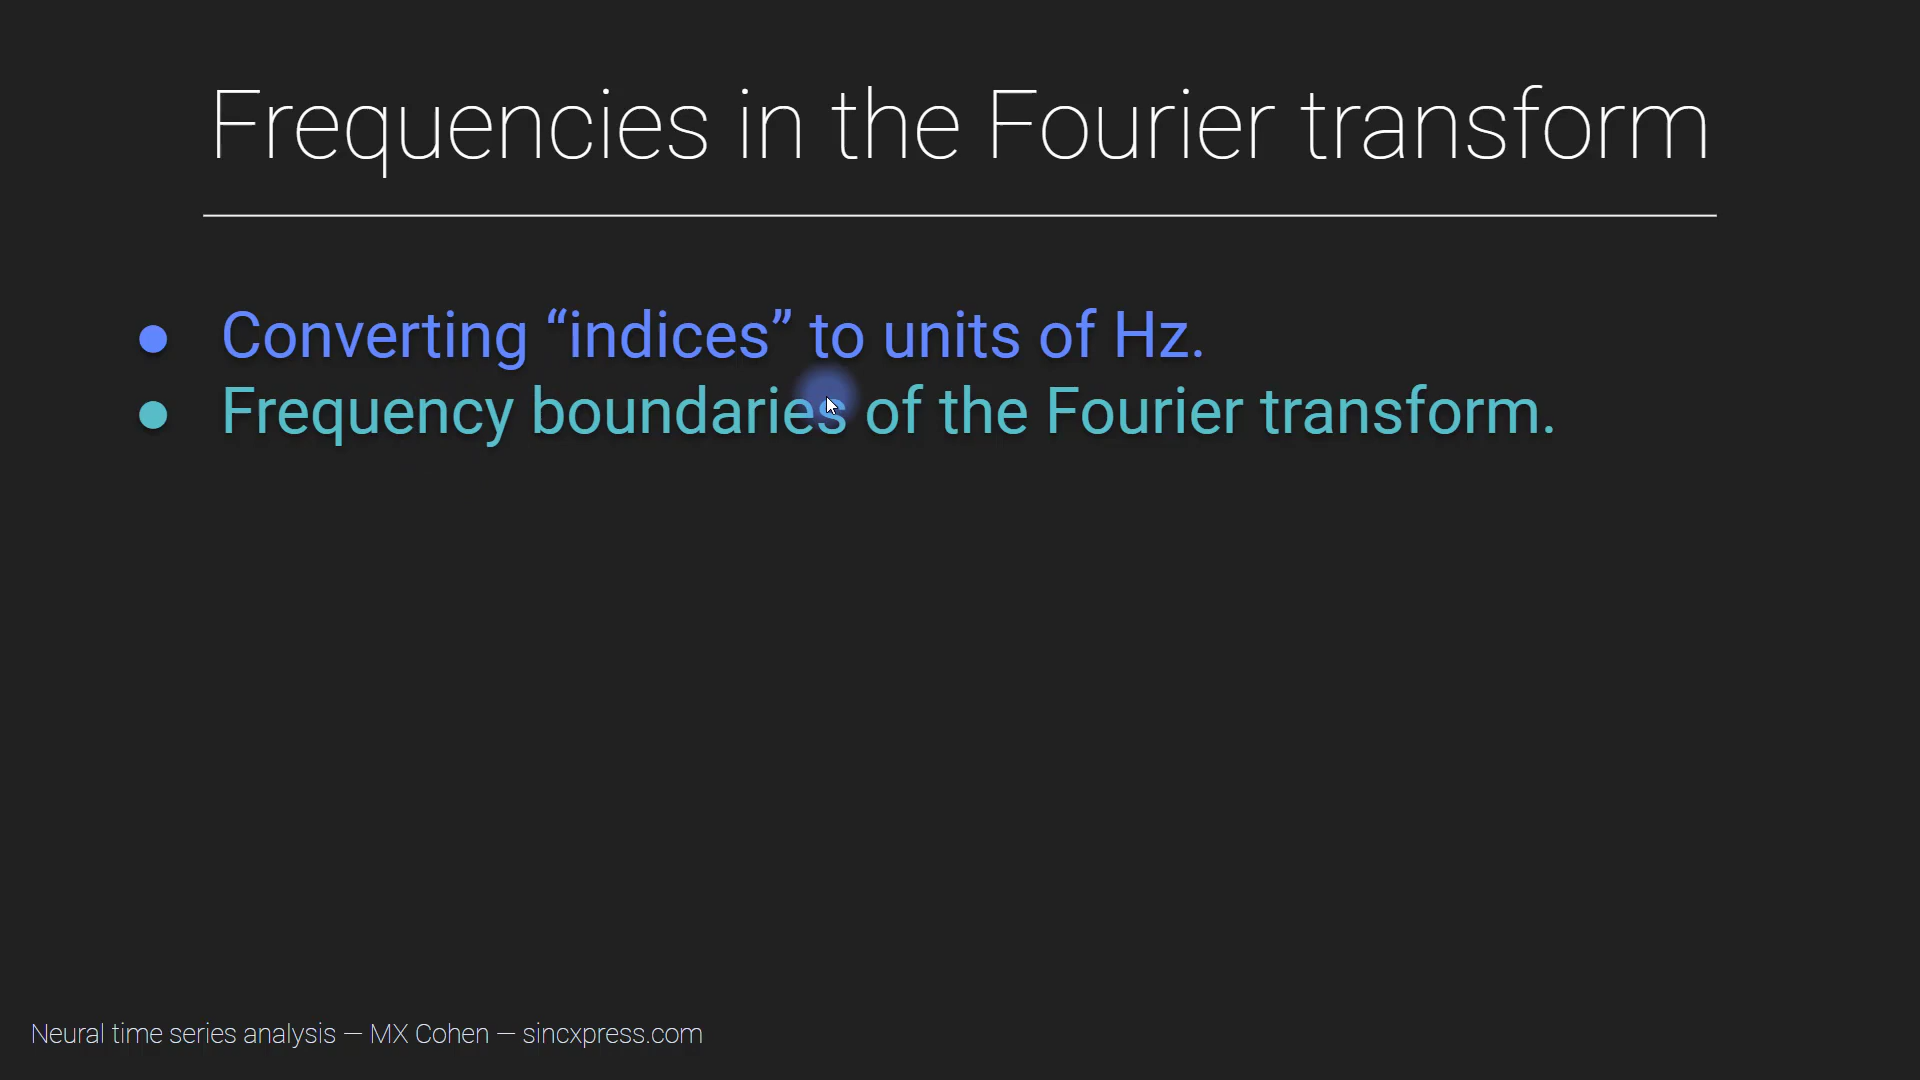 Frequencies in the Fourier transform
● Converting “indices” to units of Hz.
● Frequency boundaries of the Fourier transform.
Neural time series analysis — MX Cohen — sincxpress.com